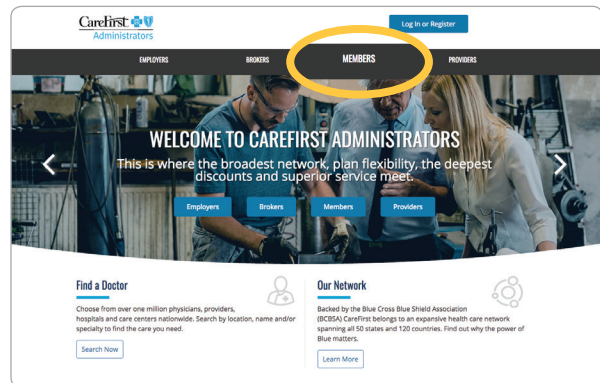 CareFirst
Administrators
Log In or Register
EMPLOYERS
BROKERS
MEMBERS
PROVIDERS
WELCOME TO CAREFIRST ADMINISTRATORS
This is where the broadest network, plan flexibility, the deepest
discounts and superior service meet.
Employers
Brokers
Members
Providers
Find a Doctor
Choose from over one million physicians, providers,
hospitals and care centers nationwide. Search by location, name and/or
specialty to find the care you need.
Search Now
Our Network
Backed by the Blue Cross Blue Shield Association
(BCBSA) CareFirst belongs to an expansive health care network
spanning all 50 states and 120 countries. Find out why the power of
Blue matters.
Learn More